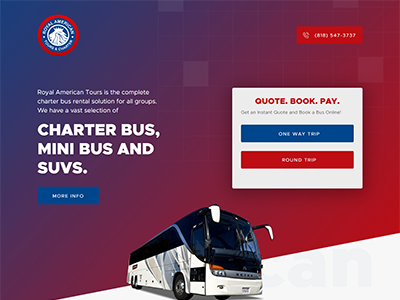 ROYAL AMERICAN
TOURS & CHARTER
(818) 547-3737
Royal American Tours is the complete
charter bus rental solution for all groups.
We have a vast selection of
CHARTER BUS,
MINI BUS AND
SUVS.
MORE INFO
QUOTE. BOOK. PAY.
Get an Instant Quote and Book a Bus Online!
ONE WAY TRIP
ROUND TRIP
can